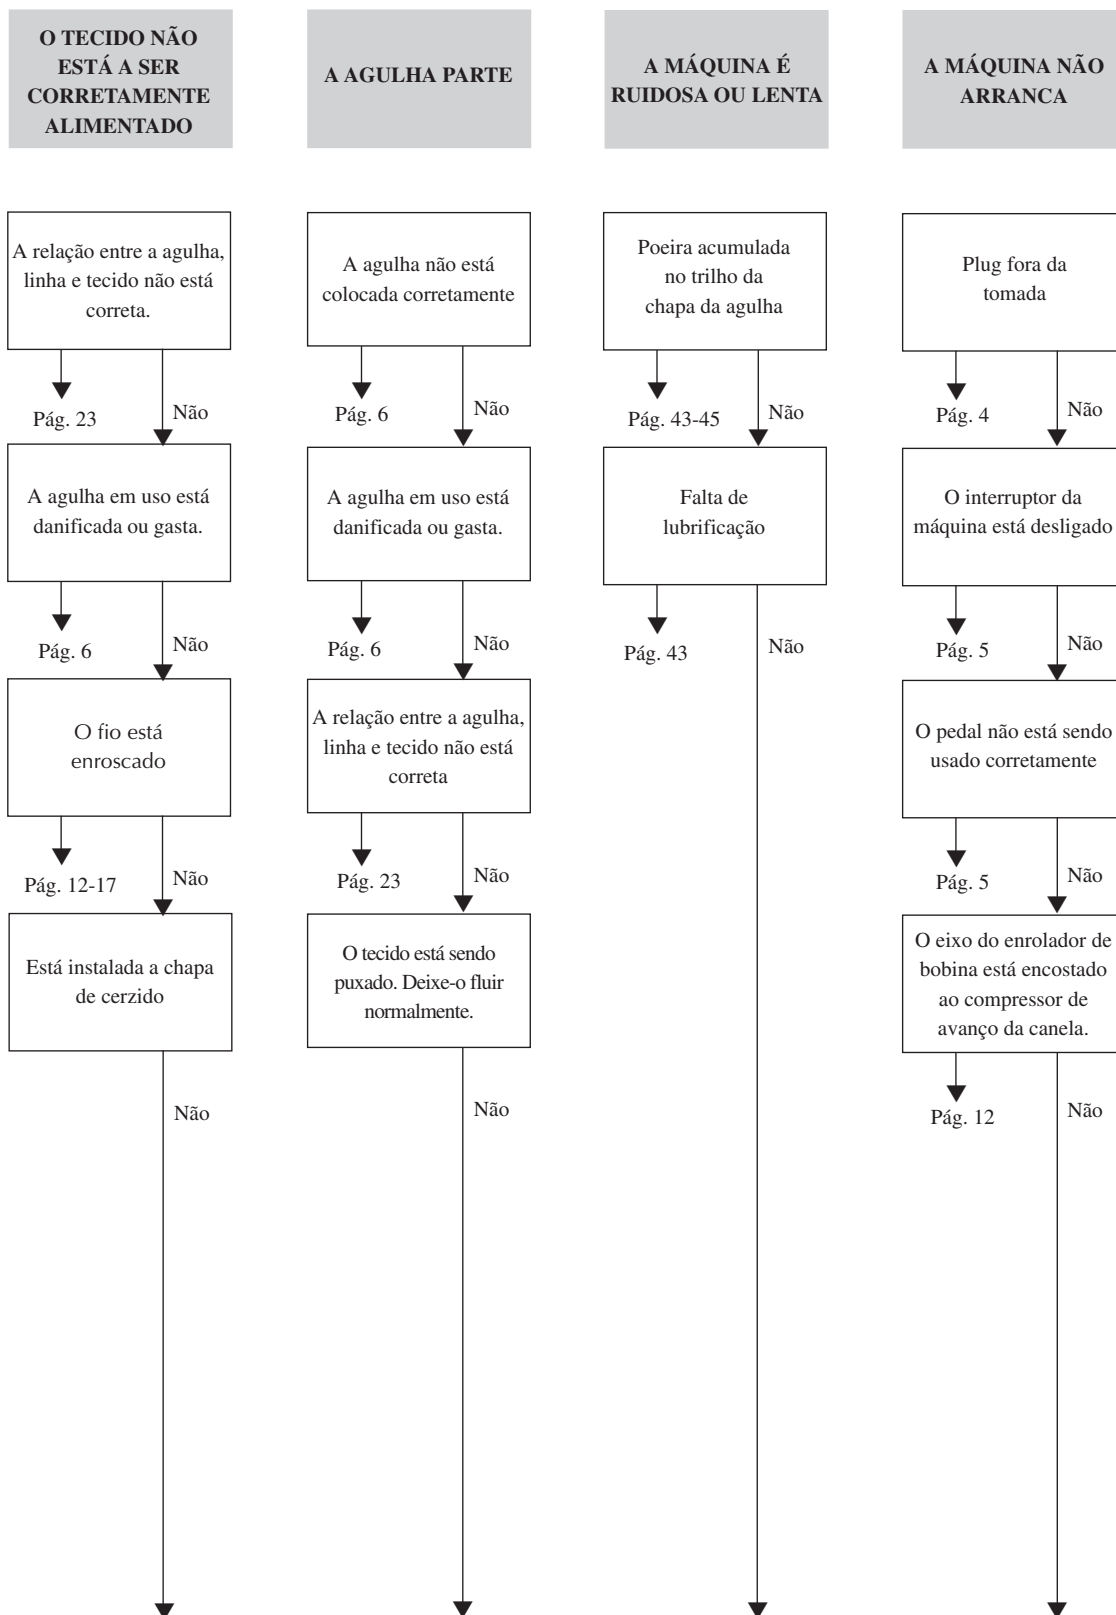 O TECIDO NÃO
ESTÁ A SER
CORRETAMENTE
ALIMENTADO
A relação entre a agulha,
linha e tecido não está
correta.
Pág. 23
Não
A agulha em uso está
danificada ou gasta.
Pág. 6
Não
O fio está
enroscado
Pág. 12-17
Não
Está instalada a chapa
de cerzido
Não
A AGULHA PARTE
A agulha não está
colocada corretamente
Pág. 6
Não
A agulha em uso está
danificada ou gasta.
Pág. 6
Não
A relação entre a agulha,
linha e tecido não está
correta
Pág. 23
Não
O tecido está sendo
puxado. Deixe-o fluir
normalmente.
Não
A MÁQUINA É
RUIDOSA OU LENTA
Poeira acumulada
no trilho da
chapa da agulha
Pág. 43-45
Não
Falta de
lubrificação
Pág. 43
Não
A MÁQUINA NÃO
ARRANCA
Plug fora da
tomada
Pág. 4
Não
O interruptor da
máquina está desligado
Pág. 5
Não
O pedal não está sendo
usado corretamente
Pág. 5
Não
O eixo do enrolador de
bobina está encostado
ao compressor de
avanço da canela.
Pág. 12
Não